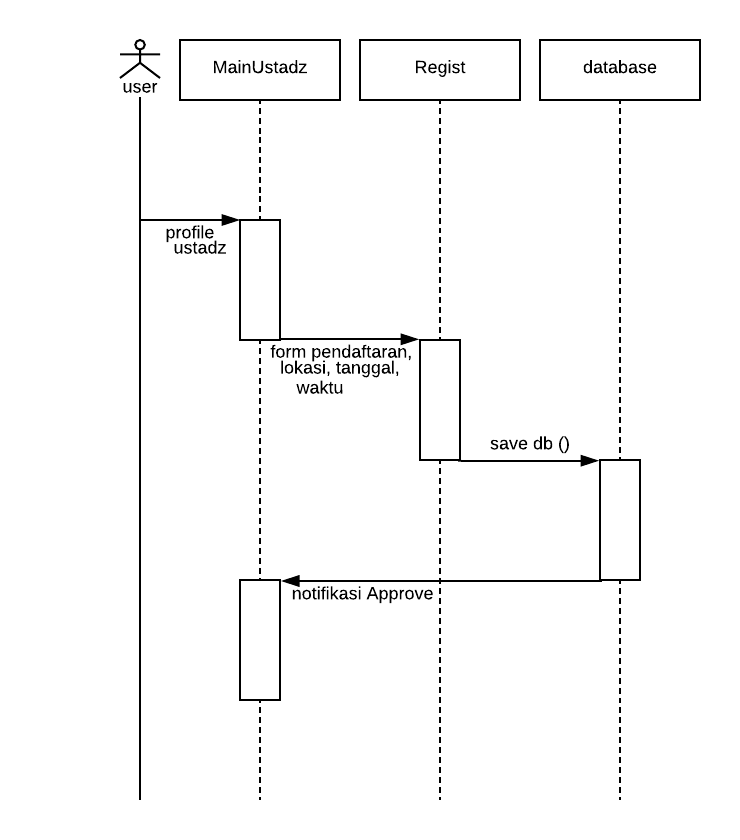 user
MainUstadz
Regist
database
profile
ustadz
form pendaftaran,
lokasi, tanggal,
waktu
save db ()
notifikasi Approve